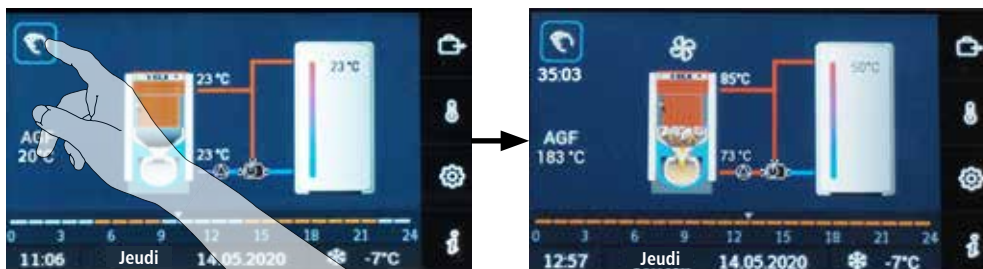 23 °C
23 °C
AGF
20°C
23 °C
0 3 6 9 12 15 18 21 24
11:06 Jeudi 14.05.2020 -7°C
35:03
85°C
50°C
AGF
183 °C
73 °C
0 3 6 9 12 15 18 21 24
12:57 Jeudi 14.05.2020 -7°C